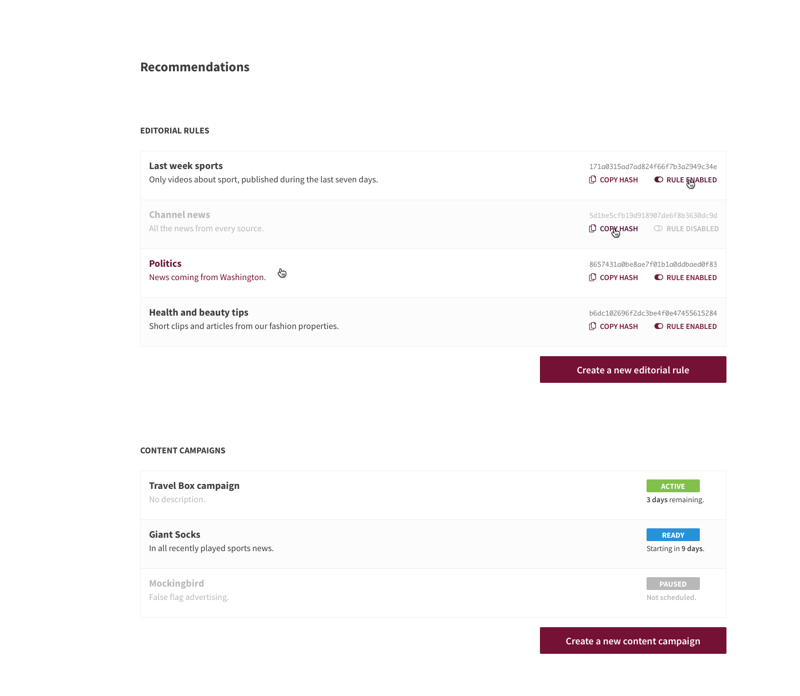 Recommendations
EDITORIAL RULES
Last week sports
171a0315ad7ad824f66f7b3a2949c34e
Only videos about sport, published during the last seven days.
COPY HASH
RULE ENABLED
Channel news
5d1be5cfb19d918907de6f8b3630dc9d
All the news from every source.
COPY HASH
RULE DISABLED
Politics
8657431a0be8ae7f01b1a0ddbaed0f83
News coming from Washington.
COPY HASH
RULE ENABLED
Health and beauty tips
b6dc102696f2dc3be4f0e47455615284
Short clips and articles from our fashion properties.
COPY HASH
RULE ENABLED
Create a new editorial rule
CONTENT CAMPAIGNS
Travel Box campaign
ACTIVE
No description.
3 days remaining.
Giant Socks
READY
In all recently played sports news.
Starting in 9 days.
Mockingbird
PAUSED
False flag advertising.
Not scheduled.
Create a new content campaign